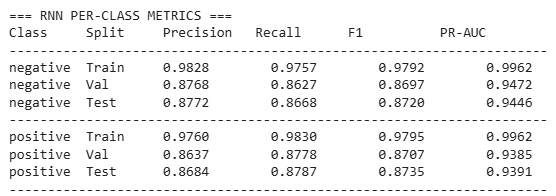 === RNN PER-CLASS METRICS ===
Class Split Precision Recall F1 PR-AUC
--------------------------------------------------------------------
negative Train 0.9828 0.9757 0.9792 0.9962
negative Val 0.8768 0.8627 0.8697 0.9472
negative Test 0.8772 0.8668 0.8720 0.9446
--------------------------------------------------------------------
positive Train 0.9760 0.9830 0.9795 0.9962
positive Val 0.8637 0.8778 0.8707 0.9385
positive Test 0.8684 0.8787 0.8735 0.9391
--------------------------------------------------------------------